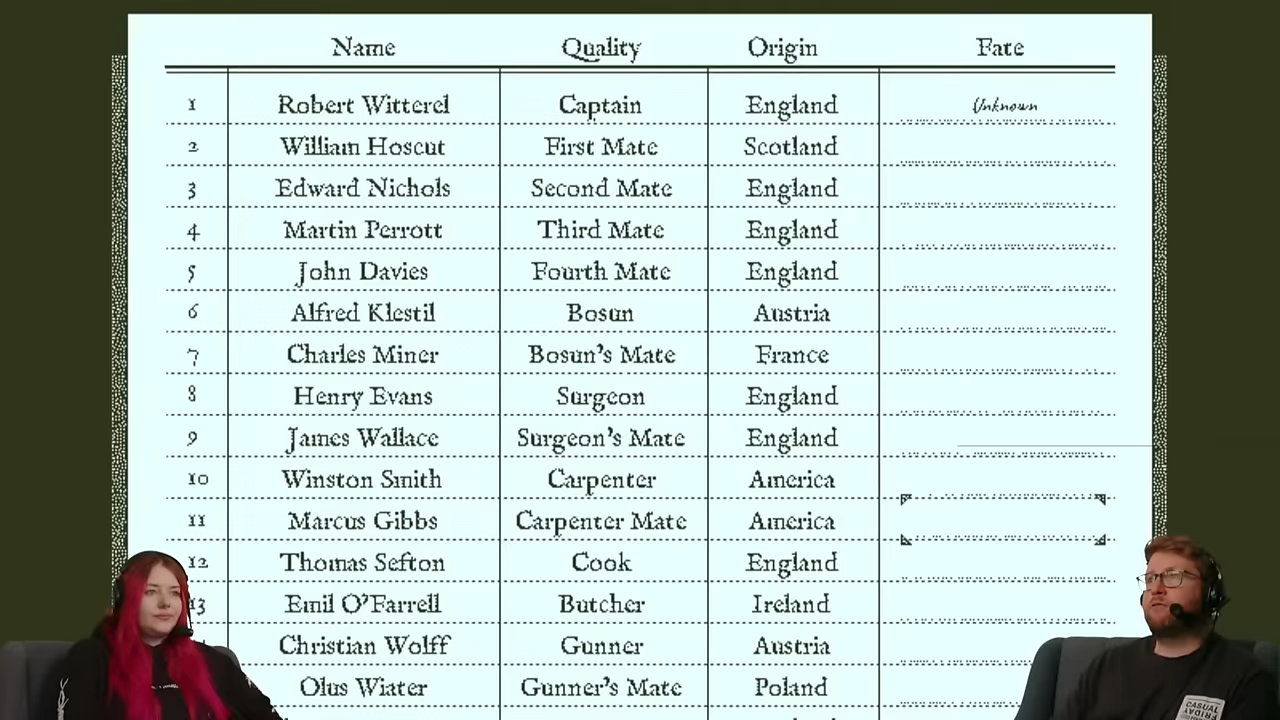 Name Quality Origin Fate
1 Robert Witterel Captain England Unknown
2 William Hoscut First Mate Scotland
3 Edward Nichols Second Mate England
4 Martin Perrott Third Mate England
5 John Davies Fourth Mate England
6 Alfred Klestil Bosun Austria
7 Charles Miner Bosun's Mate France
8 Henry Evans Surgeon England
9 James Wallace Surgeon's Mate England
10 Winston Smith Carpenter America
11 Marcus Gibbs Carpenter Mate America
12 Thomas Sefton Cook England
13 Emil O'Farrell Butcher Ireland
Christian Wolff Gunner Austria
Olus Wiater Gunner's Mate Poland
CASUAL
FRIDAY